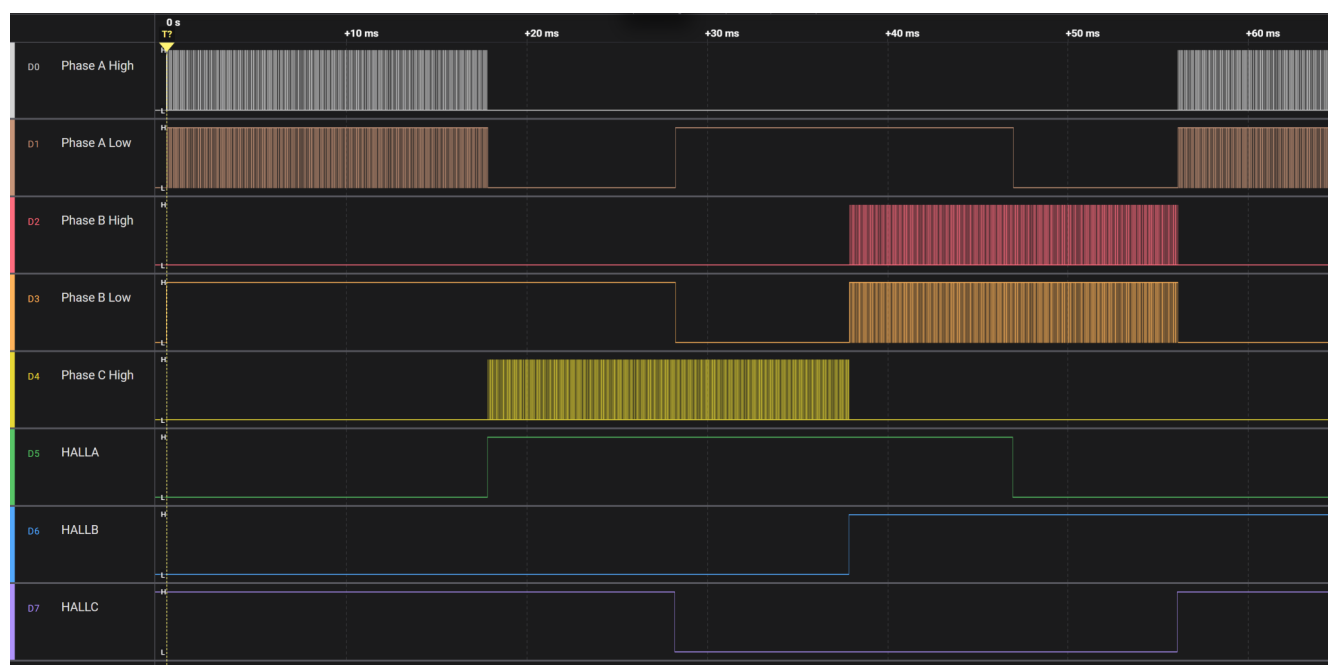 0 s
T? +10 ms +20 ms +30 ms +40 ms +50 ms +60 ms
H
D0 Phase A High
L
H
D1 Phase A Low
L
H
D2 Phase B High
L
H
D3 Phase B Low
L
H
D4 Phase C High
L
H
D5 HALLA
L
H
D6 HALLB
L
H
D7 HALLC
L